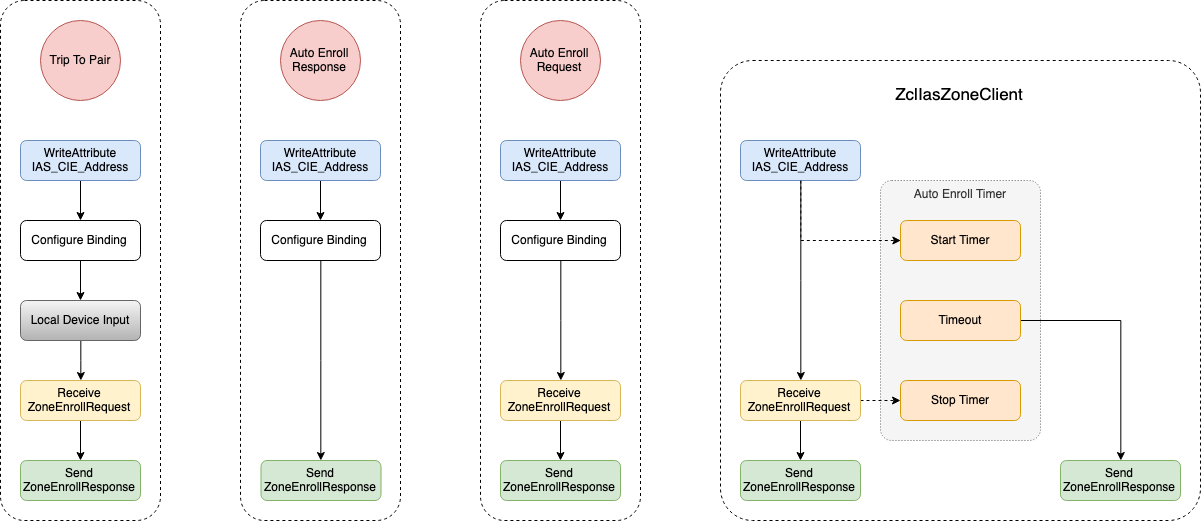 Trip To Pair
WriteAttribute
IAS_CIE_Address
Configure Binding
Local Device Input
Receive
ZoneEnrollRequest
Send
ZoneEnrollResponse
Auto Enroll
Response
WriteAttribute
IAS_CIE_Address
Configure Binding
Send
ZoneEnrollResponse
Auto Enroll
Request
WriteAttribute
IAS_CIE_Address
Configure Binding
Receive
ZoneEnrollRequest
Send
ZoneEnrollResponse
ZclIasZoneClient
WriteAttribute
IAS_CIE_Address
Auto Enroll Timer
Start Timer
Timeout
Receive
ZoneEnrollRequest
Stop Timer
Send
ZoneEnrollResponse
Send
ZoneEnrollResponse